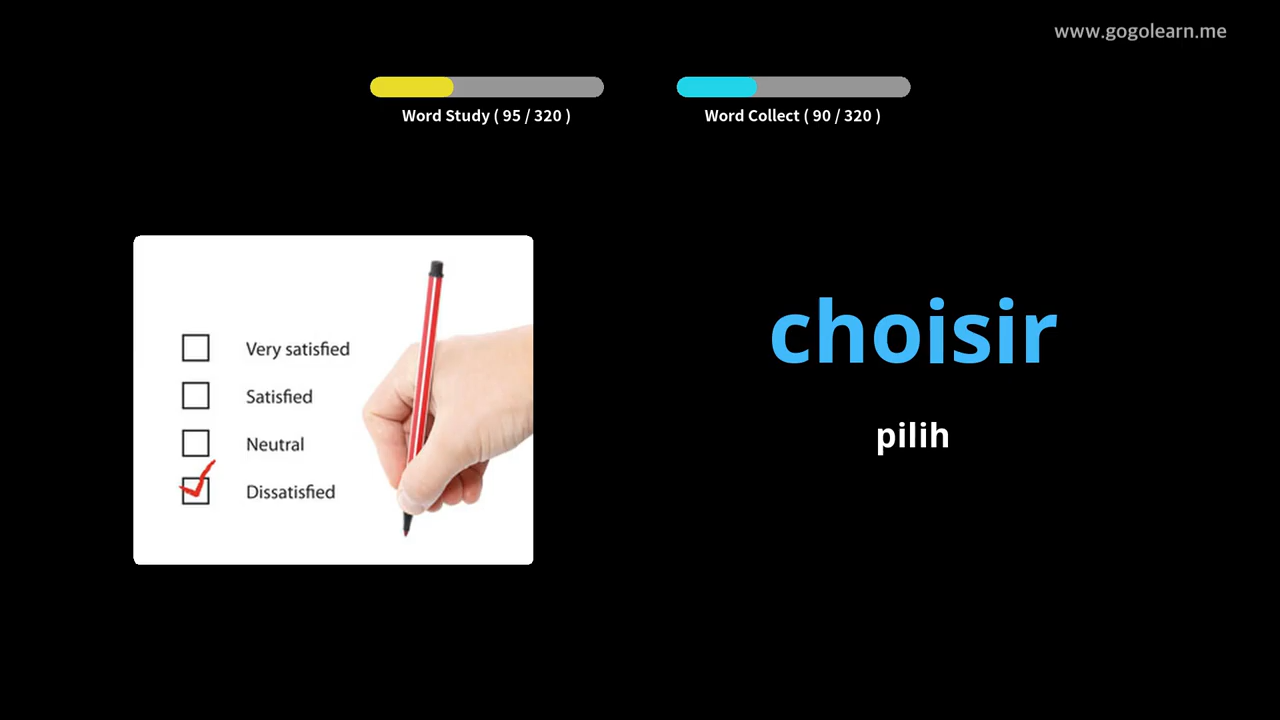 www.gogolearn.me
Word Study ( 95 / 320 )
Word Collect ( 90 / 320 )
Very satisfied
Satisfied
Neutral
Dissatisfied
choisir
pilih